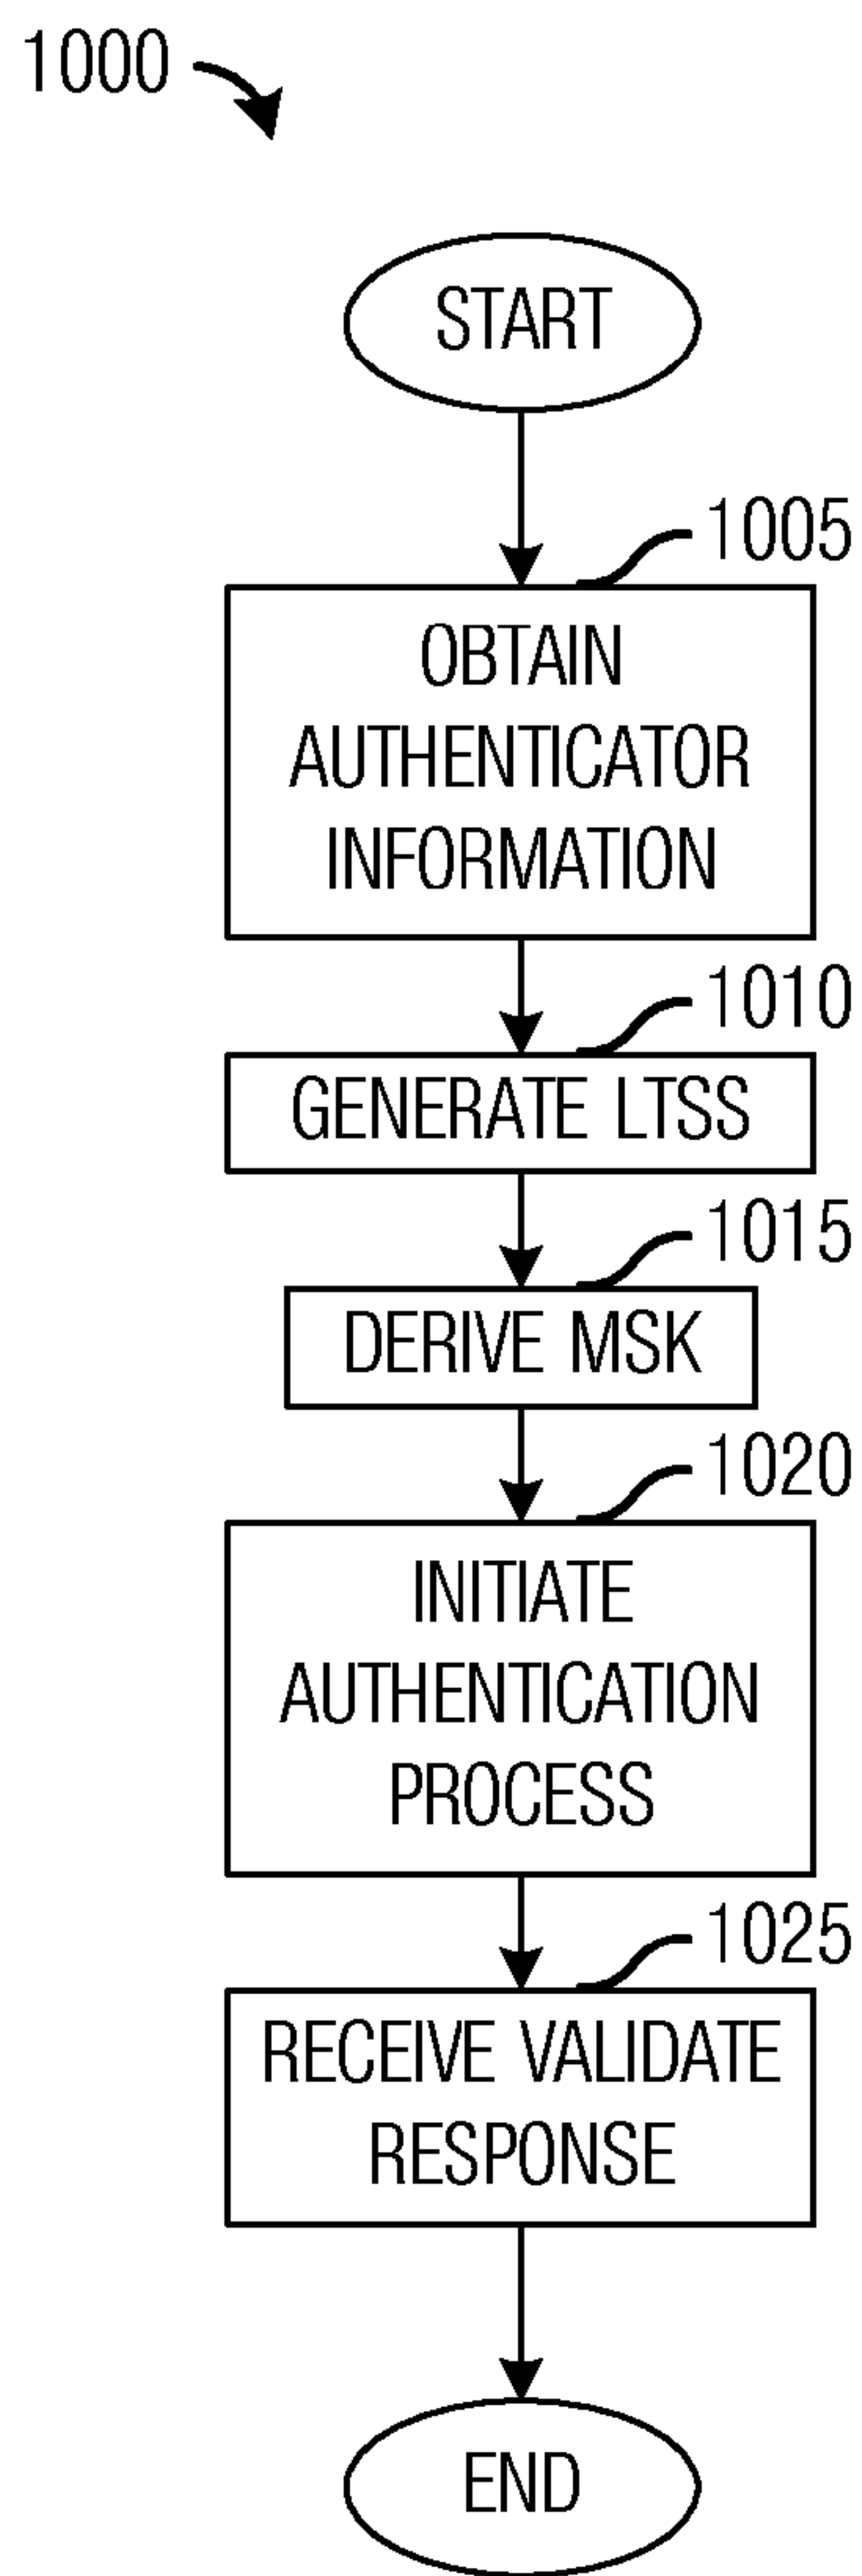 1000
START
1005
OBTAIN
AUTHENTICATOR
INFORMATION
1010
GENERATE LTSS
1015
DERIVE MSK
1020
INITIATE
AUTHENTICATION
PROCESS
1025
RECEIVE VALIDATE
RESPONSE
END